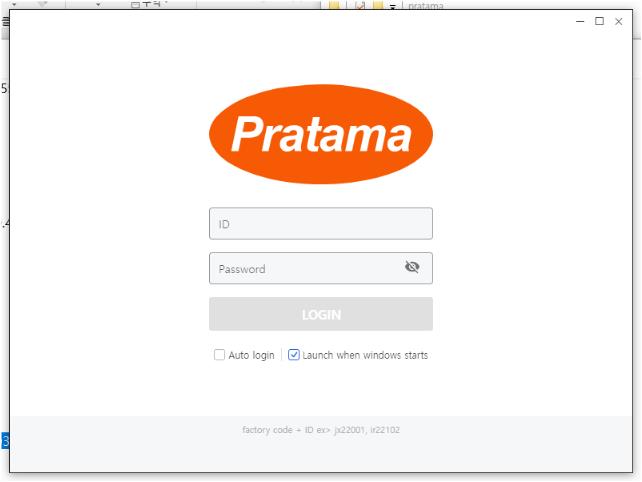 pratama
Pratama
ID
Password
LOGIN
Auto login
Launch when windows starts
factory code + ID ex> jx22001, ir22102